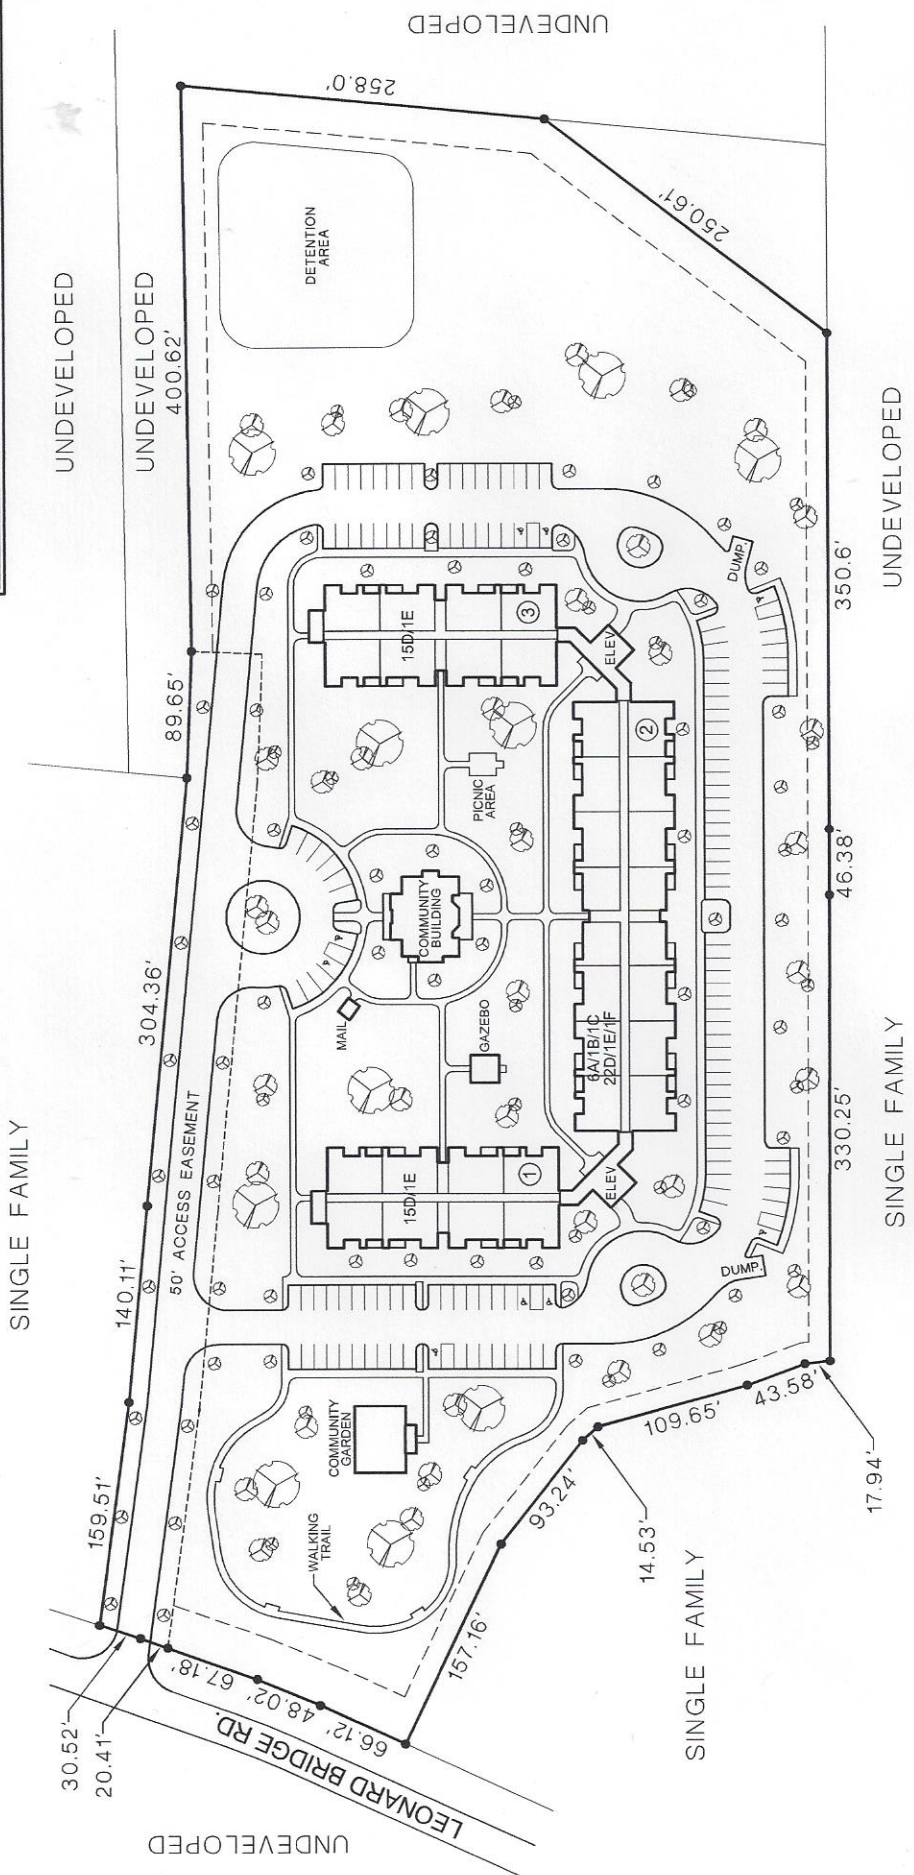 UNDEVELOPED
258.0'
250.61'
UNDEVELOPED
UNDEVELOPED
400.62'
DETENTION
AREA
89.65'
304.36'
140.11'
159.51'
50' ACCESS EASEMENT
SINGLE FAMILY
15D/1E
3
ELEV
DUMP.
2
PICNIC
AREA
COMMUNITY
BUILDING
MAIL
GAZEBO
6A/1B/1C
22D/1E/1F
15D/1E
1
ELEV
DUMP.
350.6'
UNDEVELOPED
46.38'
330.25'
SINGLE FAMILY
COMMUNITY
GARDEN
WALKING
TRAIL
17.94'
43.58'
109.65'
14.53'
93.24'
157.16'
SINGLE FAMILY
30.52'
20.41'
67.18'
48.02'
66.12'
LEONARD BRIDGE RD.
UNDEVELOPED